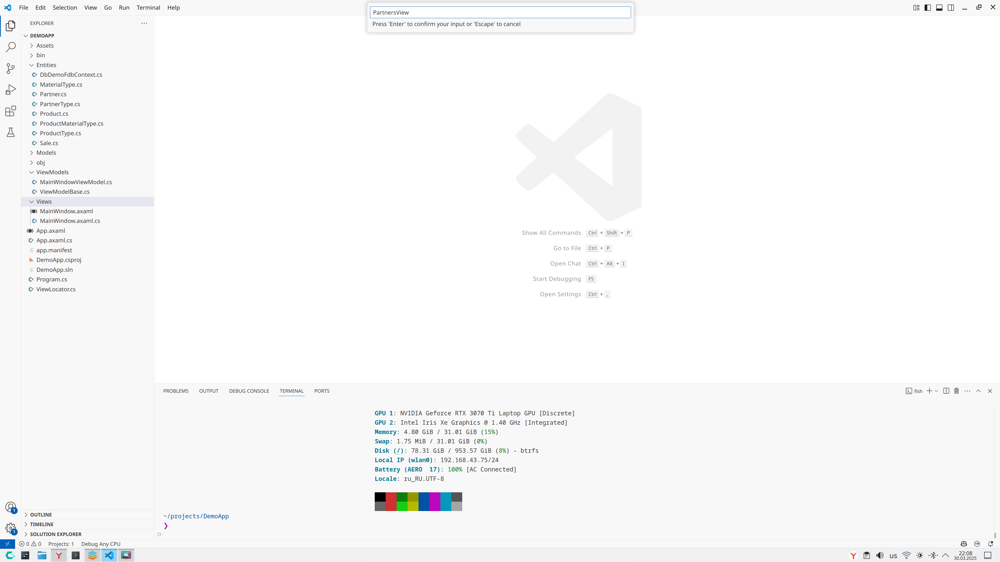 File Edit Selection View Go Run Terminal Help
PartnersView
Press 'Enter' to confirm your input or 'Escape' to cancel
EXPLORER
DEMOAPP
Assets
bin
Entities
C# DbDemoFdbContext.cs
C# MaterialType.cs
C# Partner.cs
C# PartnerType.cs
C# Product.cs
C# ProductMaterialType.cs
C# ProductType.cs
C# Sale.cs
Models
obj
ViewModels
C# MainWindowViewModel.cs
C# ViewModelBase.cs
Views
MainWindow.axaml
C# MainWindow.axaml.cs
App.axaml
C# App.axaml.cs
app.manifest
DemoApp.csproj
DemoApp.sln
C# Program.cs
C# ViewLocator.cs
OUTLINE
TIMELINE
SOLUTION EXPLORER
1
1
Show All Commands Ctrl + Shift + P
Go to File Ctrl + P
Open Chat Ctrl + Alt + I
Start Debugging F5
Open Settings Ctrl + ,
PROBLEMS OUTPUT DEBUG CONSOLE TERMINAL PORTS
fish
GPU 1: NVIDIA Geforce RTX 3070 Ti Laptop GPU [Discrete]
GPU 2: Intel Iris Xe Graphics @ 1.40 GHz [Integrated]
Memory: 4.80 GiB / 31.01 GiB (15%)
Swap: 1.75 MiB / 31.01 GiB (0%)
Disk (/): 78.31 GiB / 953.57 GiB (8%) - btrfs
Local IP (wlan0): 192.168.43.75/24
Battery (AERO  17): 100% [AC Connected]
Locale: ru_RU.UTF-8
~/projects/DemoApp
❯
0 0 Projects: 1 Debug Any CPU
us
22:08
30.03.2025